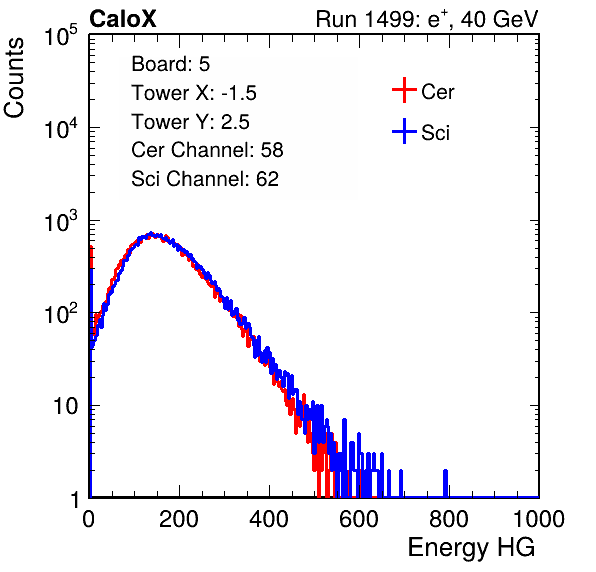 CaloX Run 1499: e⁺, 40 GeV
Counts
Board: 5
Tower X: -1.5
Tower Y: 2.5
Cer Channel: 58
Sci Channel: 62
Cer
Sci
10⁵
10⁴
10³
10²
10
1
0 200 400 600 800 1000
Energy HG